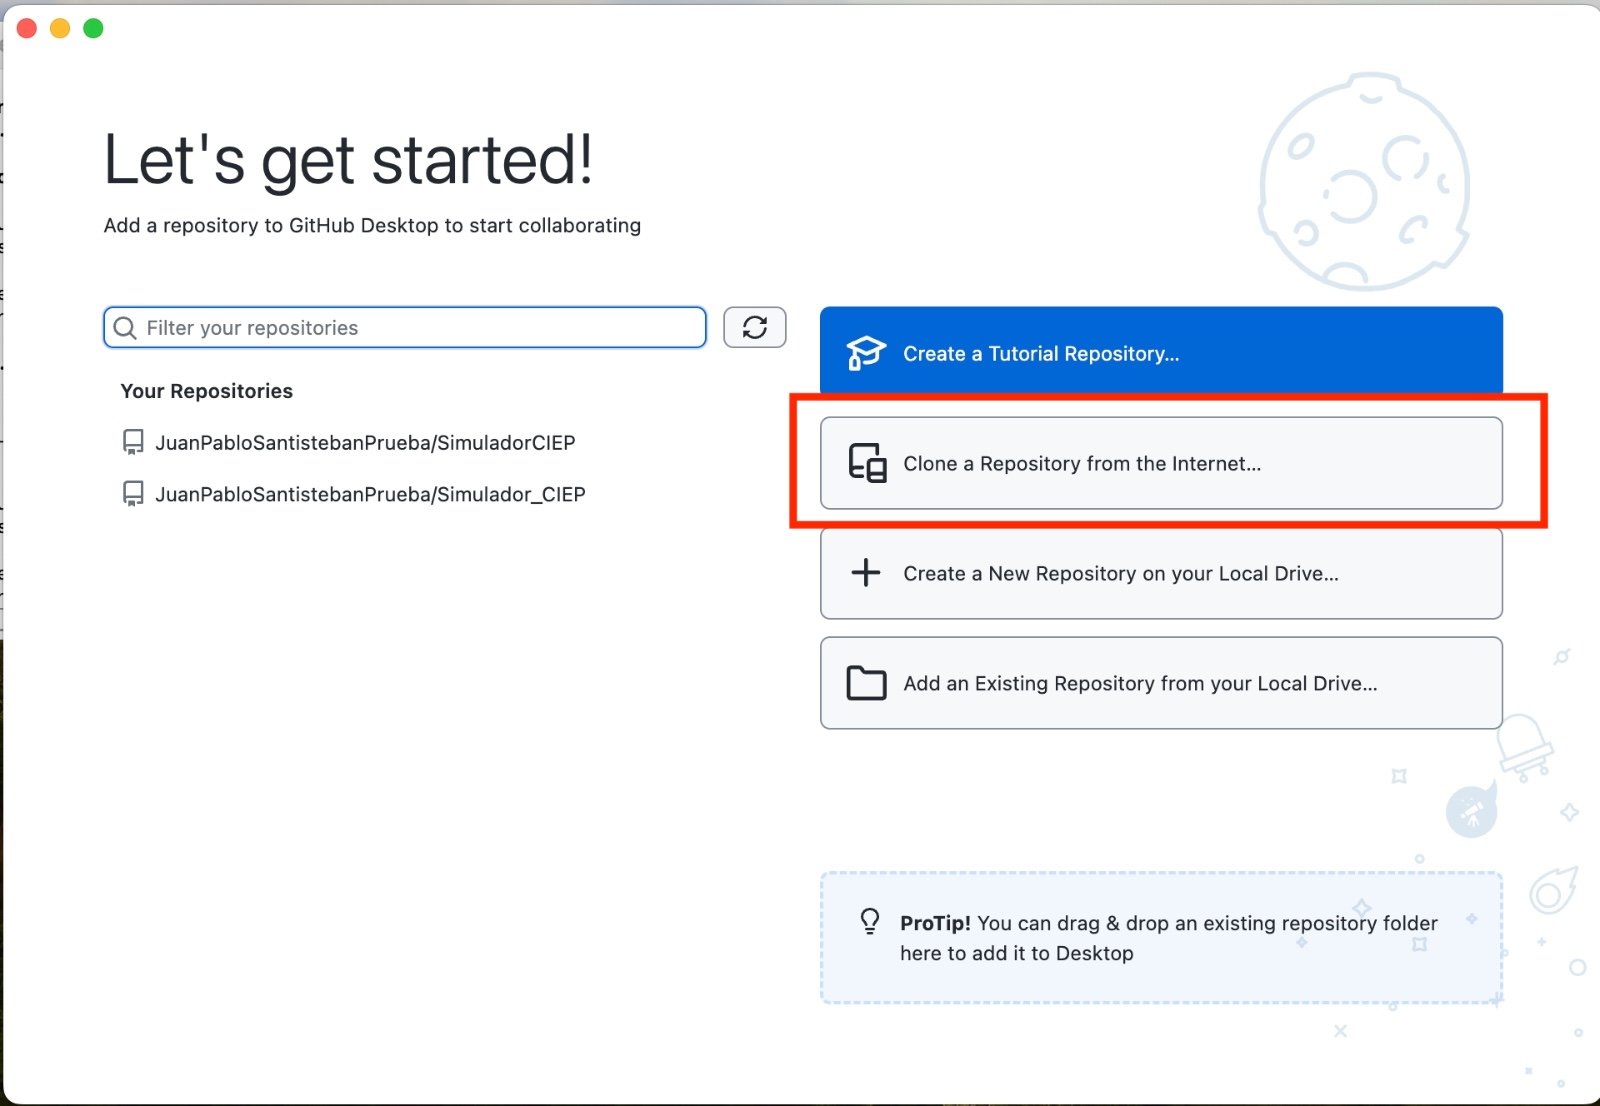 Let's get started!
Add a repository to GitHub Desktop to start collaborating
Filter your repositories
Your Repositories
JuanPabloSantistebanPrueba/SimuladorCIEP
JuanPabloSantistebanPrueba/Simulador_CIEP
Create a Tutorial Repository...
Clone a Repository from the Internet...
Create a New Repository on your Local Drive...
Add an Existing Repository from your Local Drive...
ProTip! You can drag & drop an existing repository folder
here to add it to Desktop